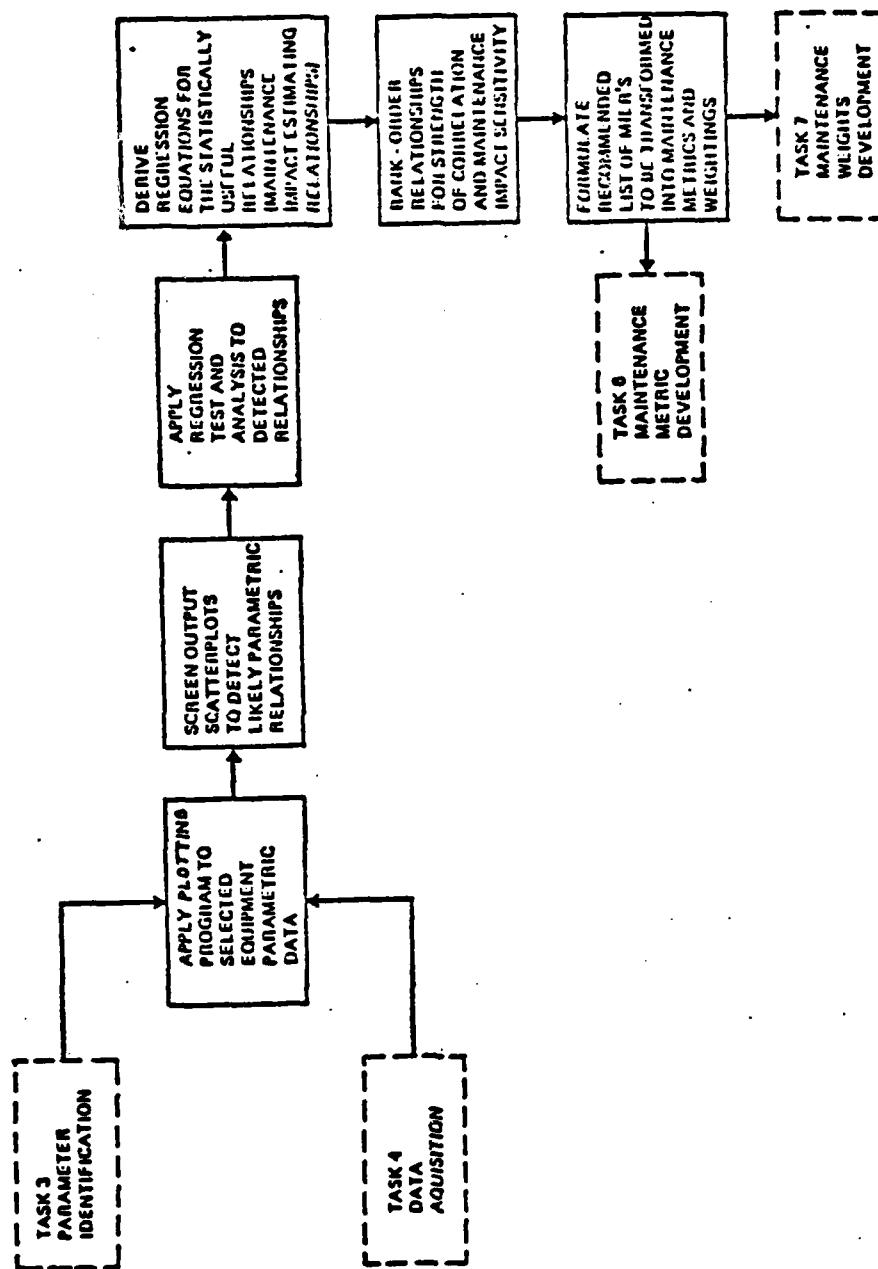 TASK 3
PARAMETER
IDENTIFICATION
TASK 4
DATA
AQUISITION
APPLY PLOTTING
PROGRAM TO
SELECTED
EQUIPMENT
PARAMETRIC
DATA
SCREEN OUTPUT
SCATTERPLOTS
TO DETECT
LIKELY PARAMETRIC
RELATIONSHIPS
APPLY
REGRESSION
TEST AND
ANALYSIS TO
DETECTED
RELATIONSHIPS
DERIVE
REGRESSION
EQUATIONS FOR
THE STATISTICALLY
USEFUL
RELATIONSHIPS
(MAINTENANCE
IMPACT ESTIMATING
RELATIONSHIPS)
RANK - ORDER
RELATIONSHIPS
FOR STRENGTH
OF CORRELATION
AND MAINTENANCE
IMPACT SENSITIVITY
FORMULATE
RECOMMENDED
LIST OF MIER'S
TO BE TRANSFORMED
INTO MAINTENANCE
METRICS AND
WEIGHTINGS
TASK 6
MAINTENANCE
METRIC
DEVELOPMENT
TASK 7
MAINTENANCE
WEIGHTS
DEVELOPMENT